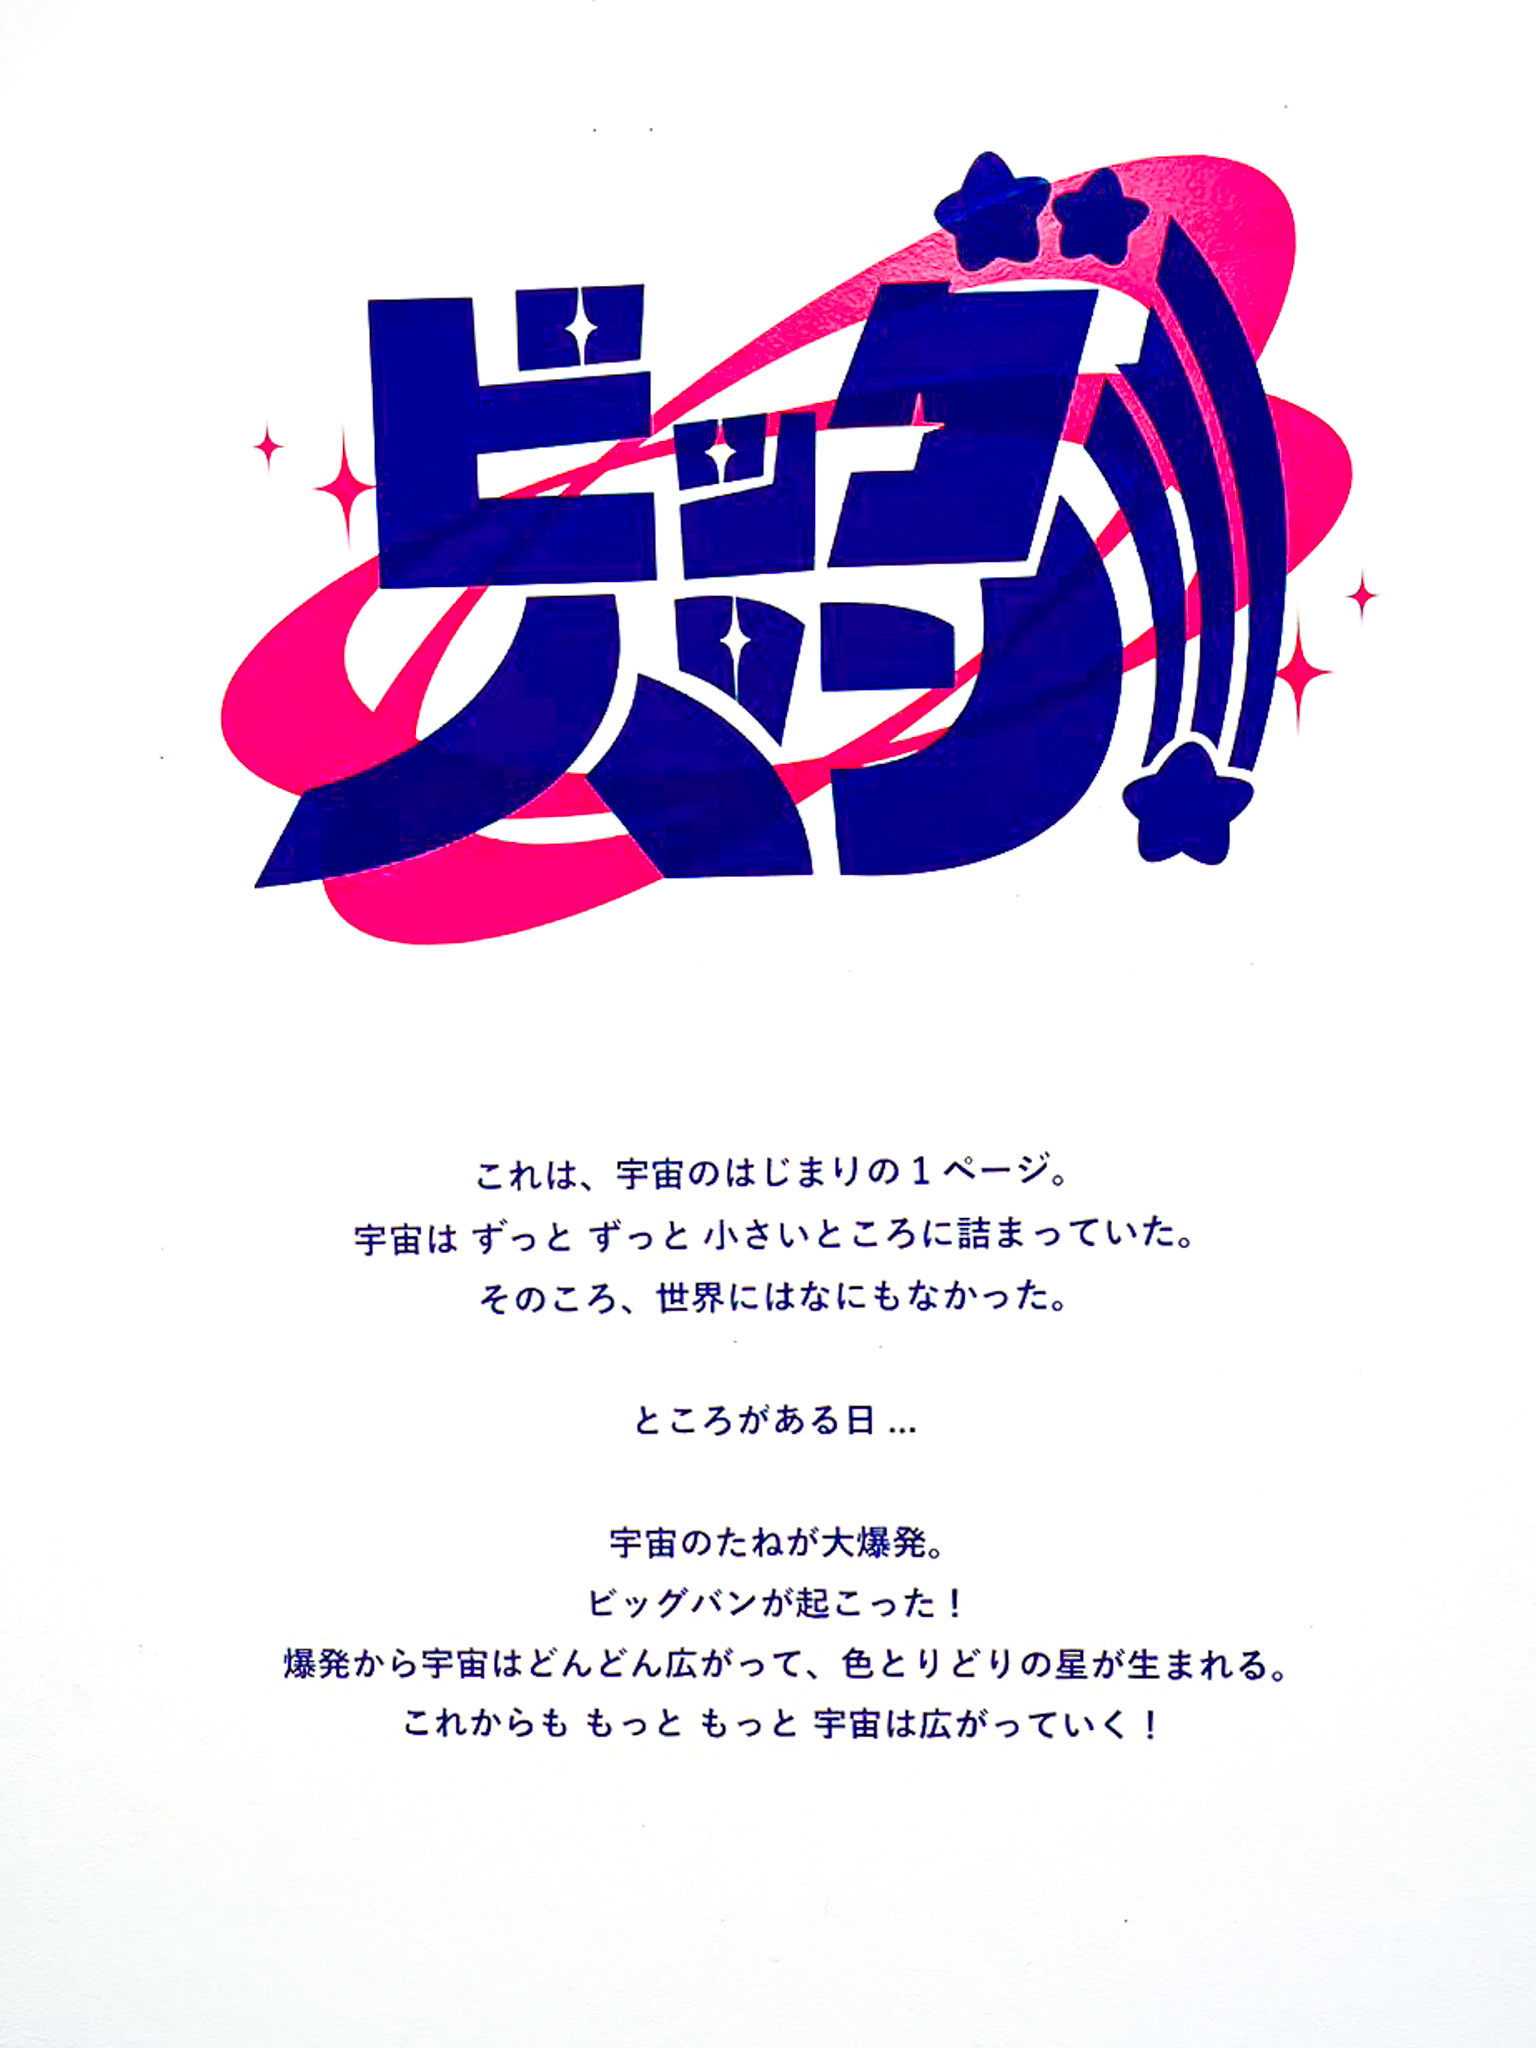 ビッグ
バン
これは、宇宙のはじまりの1ページ。
宇宙は ずっと ずっと 小さいところに詰まっていた。
そのころ、世界にはなにもなかった。
ところがある日...
宇宙のたねが大爆発。
ビッグバンが起こった！
爆発から宇宙はどんどん広がって、色とりどりの星が生まれる。
これからも もっと もっと 宇宙は広がっていく！